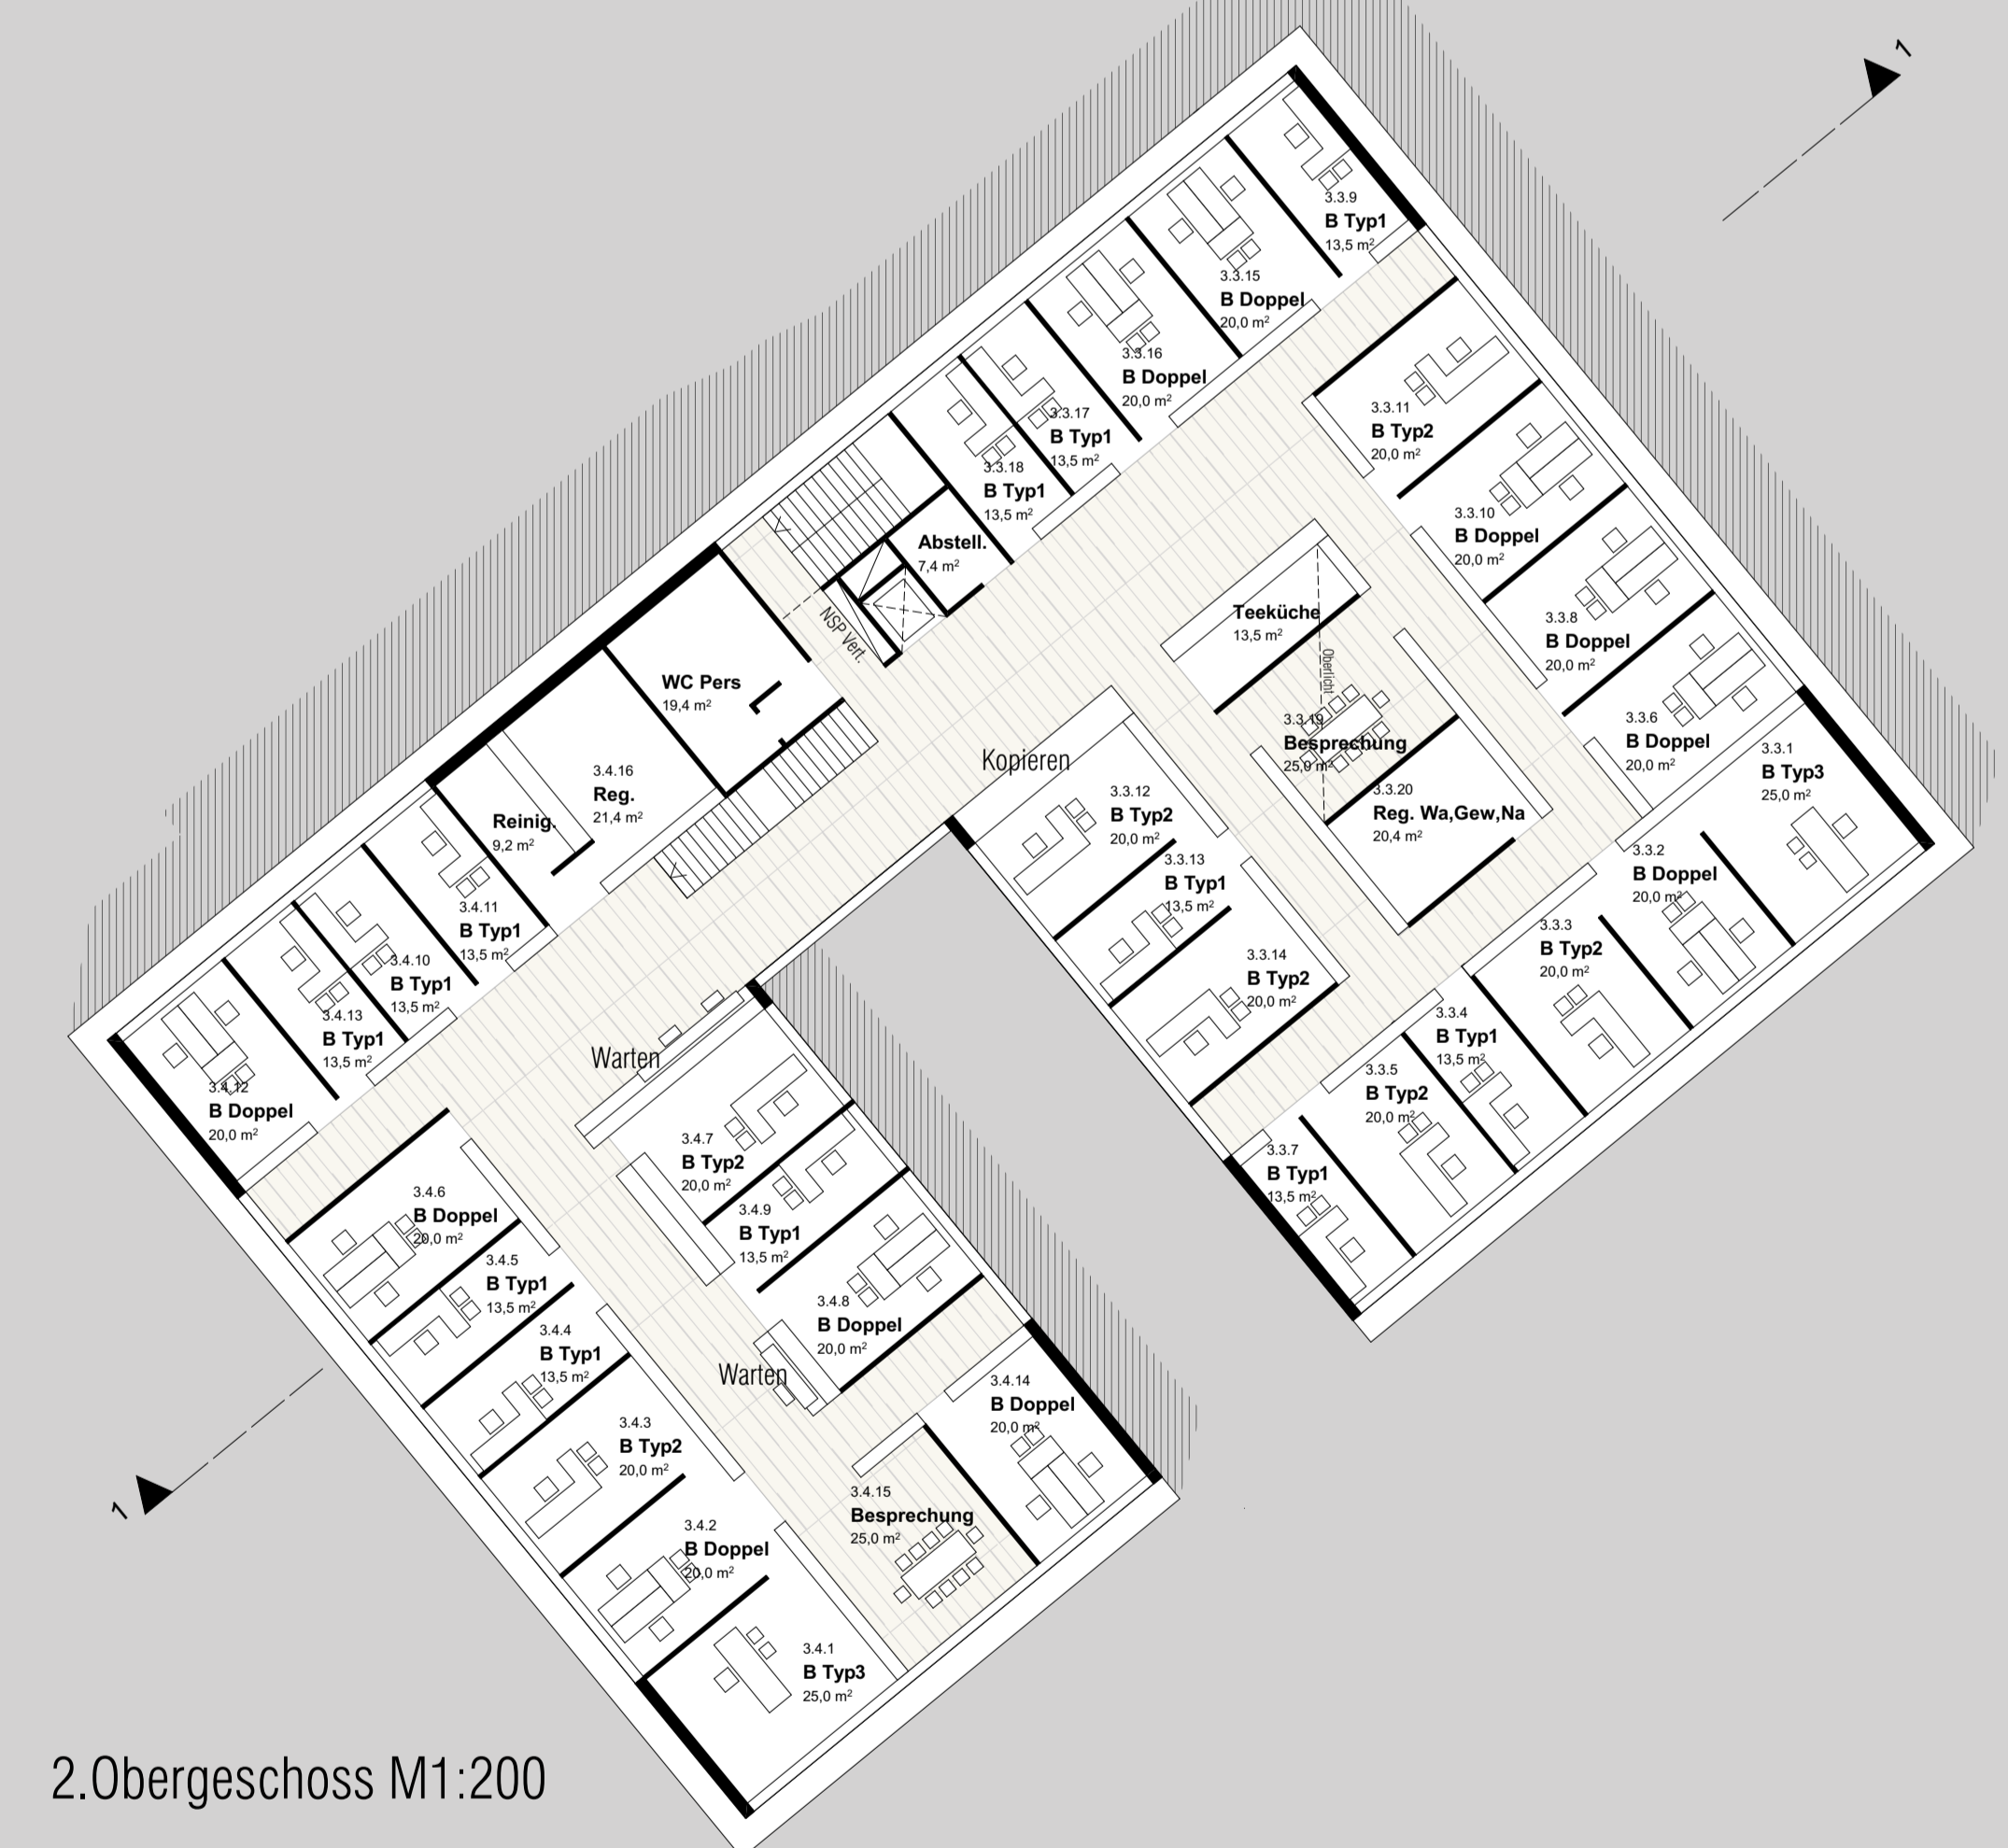 1
3.3.9
B Typ1
13,5 m²
3.3.15
B Doppel
20,0 m²
3.3.16
B Doppel
20,0 m²
3.3.17
B Typ1
13,5 m²
3.3.18
B Typ1
13,5 m²
3.3.11
B Typ2
20,0 m²
3.3.10
B Doppel
20,0 m²
Abstell.
7,4 m²
NSP Vert.
3.3.8
B Doppel
20,0 m²
Teeküche
13,5 m²
Oberlicht
WC Pers
19,4 m²
3.3.6
B Doppel
20,0 m²
3.3.19
Besprechung
25,0 m²
3.3.1
B Typ3
25,0 m²
Kopieren
3.4.16
Reg.
21,4 m²
3.3.20
Reg. Wa,Gew,Na
20,4 m²
3.3.12
B Typ2
20,0 m²
Reinig.
9,2 m²
3.3.2
B Doppel
20,0 m²
3.3.13
B Typ1
13,5 m²
3.4.11
B Typ1
13,5 m²
3.3.3
B Typ2
20,0 m²
3.4.10
B Typ1
13,5 m²
3.3.14
B Typ2
20,0 m²
3.4.13
B Typ1
13,5 m²
3.3.4
B Typ1
13,5 m²
Warten
3.3.5
B Typ2
20,0 m²
3.4.12
B Doppel
20,0 m²
3.4.7
B Typ2
20,0 m²
3.3.7
B Typ1
13,5 m²
3.4.6
B Doppel
20,0 m²
3.4.9
B Typ1
13,5 m²
3.4.5
B Typ1
13,5 m²
3.4.8
B Doppel
20,0 m²
3.4.4
B Typ1
13,5 m²
Warten
3.4.14
B Doppel
20,0 m²
3.4.3
B Typ2
20,0 m²
3.4.15
Besprechung
25,0 m²
1
3.4.2
B Doppel
20,0 m²
3.4.1
B Typ3
25,0 m²
2.Obergeschoss M1:200